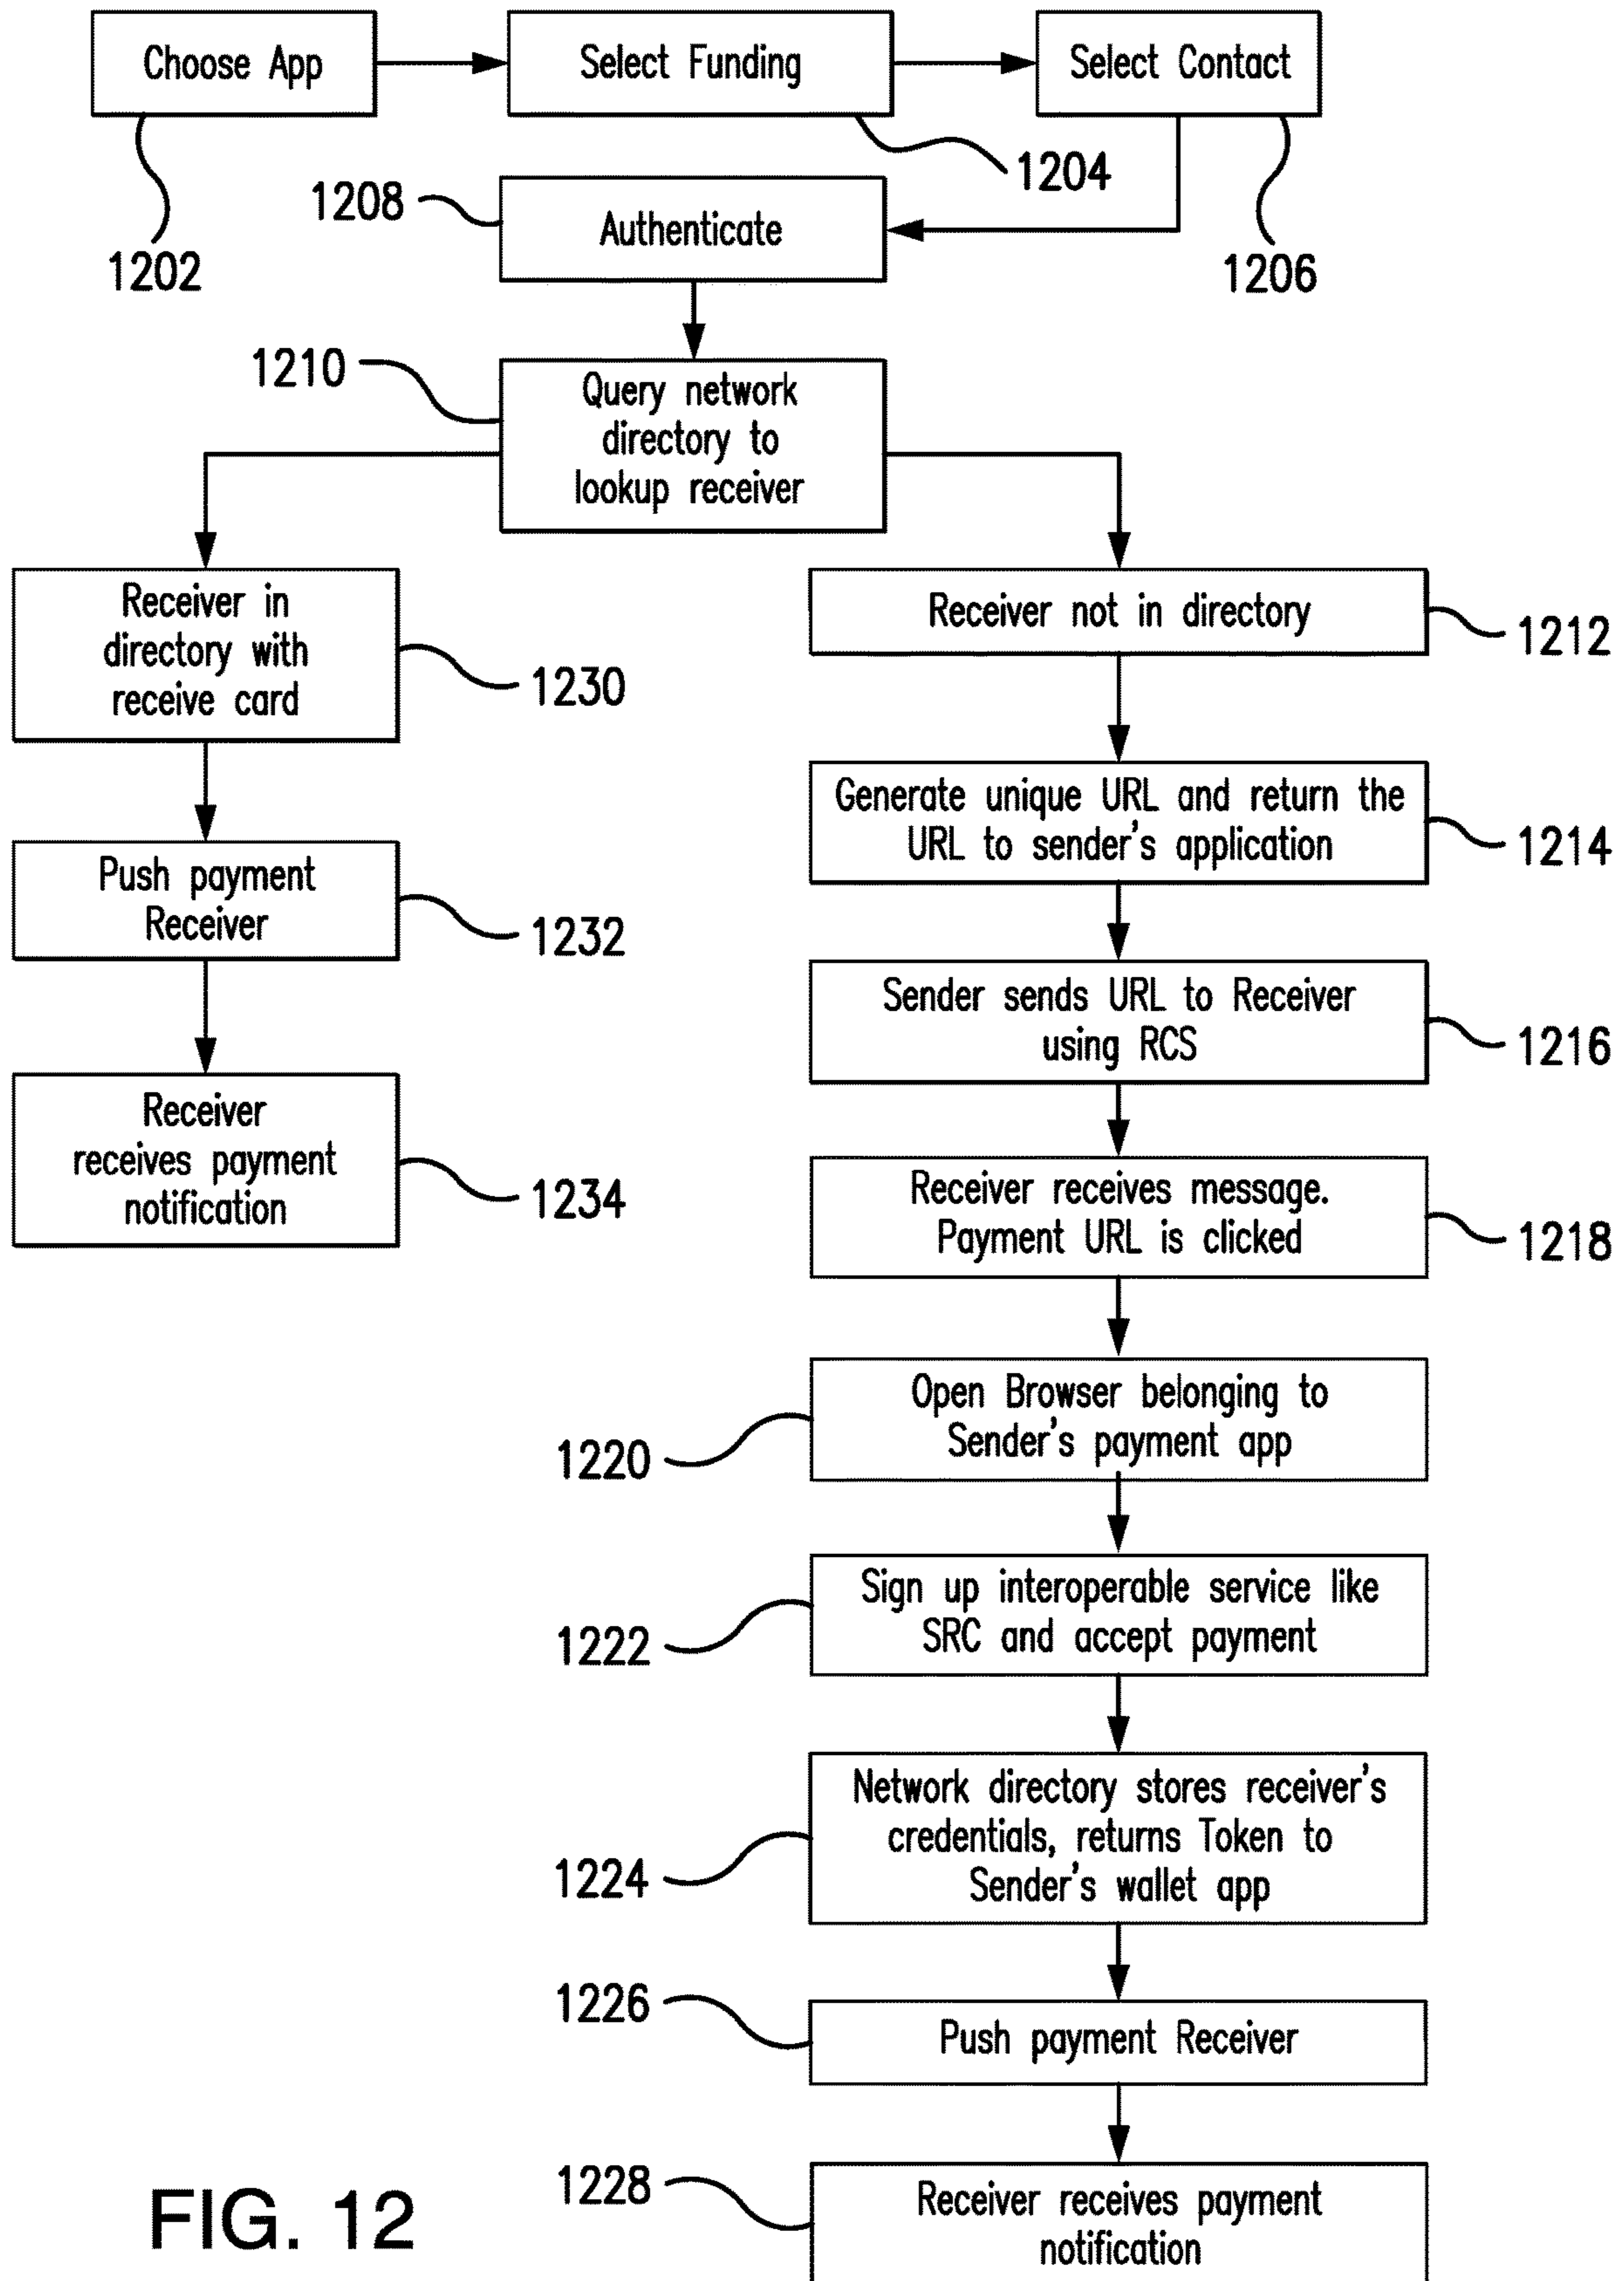 Choose App
Select Funding
Select Contact
1204
1208
Authenticate
1202
1206
1210
Query network
directory to
lookup receiver
Receiver in
directory with
receive card
1230
Receiver not in directory
1212
Generate unique URL and return the
URL to sender's application
1214
Push payment
Receiver
1232
Sender sends URL to Receiver
using RCS
1216
Receiver
receives payment
notification
1234
Receiver receives message.
Payment URL is clicked
1218
Open Browser belonging to
Sender's payment app
1220
Sign up interoperable service like
SRC and accept payment
1222
Network directory stores receiver's
credentials, returns Token to
Sender's wallet app
1224
1226
Push payment Receiver
1228
Receiver receives payment
notification
FIG. 12